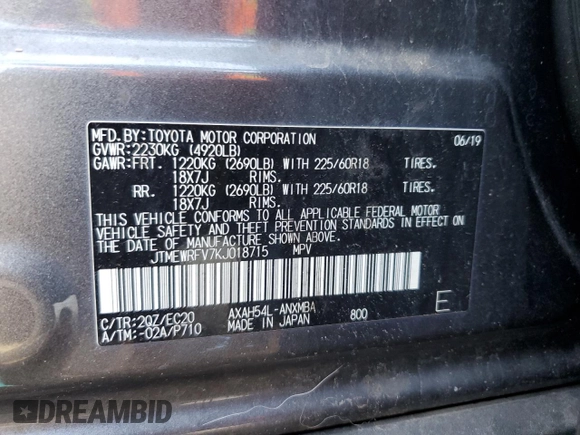 MFD.BY:TOYOTA MOTOR CORPORATION 06/19
GVWR:2230KG (4920LB)
GAWR:FRT. 1220KG (2690LB) WITH 225/60R18 TIRES.
18X7J RIMS.
RR. 1220KG (2690LB) WITH 225/60R18 TIRES.
18X7J RIMS.
THIS VEHICLE CONFORMS TO ALL APPLICABLE FEDERAL MOTOR
VEHICLE SAFETY AND THEFT PREVENTION STANDARDS IN EFFECT ON
THE DATE OF MANUFACTURE SHOWN ABOVE.
JTMEWRFV7KJ018715 MPV
C/TR:2QZ/EC20 AXAH54L-ANXMBA E
A/TM:-02A/P710 MADE IN JAPAN 800
DREAMBID